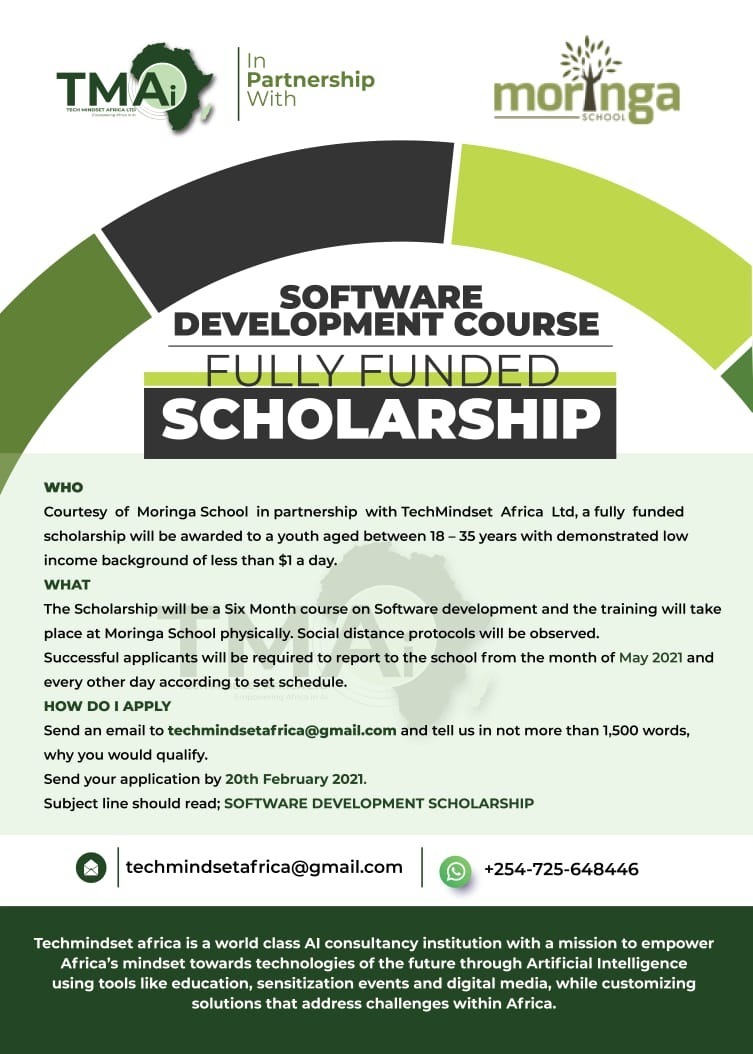 TMAi
TECH MINDSET AFRICA LTD
Empowering Africa in Ai
In
Partnership
With
moringa
SCHOOL
SOFTWARE
DEVELOPMENT COURSE
FULLY FUNDED
SCHOLARSHIP
WHO
Courtesy of Moringa School in partnership with TechMindset Africa Ltd, a fully funded
scholarship will be awarded to a youth aged between 18 – 35 years with demonstrated low
income background of less than $1 a day.
WHAT
The Scholarship will be a Six Month course on Software development and the training will take
place at Moringa School physically. Social distance protocols will be observed.
Successful applicants will be required to report to the school from the month of May 2021 and
every other day according to set schedule.
HOW DO I APPLY
Send an email to techmindsetafrica@gmail.com and tell us in not more than 1,500 words,
why you would qualify.
Send your application by 20th February 2021.
Subject line should read; SOFTWARE DEVELOPMENT SCHOLARSHIP
techmindsetafrica@gmail.com
+254-725-648446
Techmindset africa is a world class AI consultancy institution with a mission to empower
Africa's mindset towards technologies of the future through Artificial Intelligence
using tools like education, sensitization events and digital media, while customizing
solutions that address challenges within Africa.